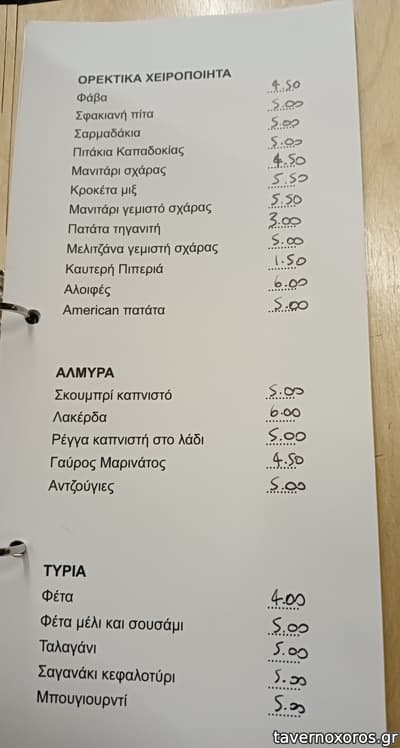 ΟΡΕΚΤΙΚΑ ΧΕΙΡΟΠΟΙΗΤΑ
Φάβα 4.50
Σφακιανή πίτα 5.00
Σαρμαδάκια 5.00
Πιτάκια Καπαδοκίας 5.00
Μανιτάρι σχάρας 4.50
Κροκέτα μιξ 5.50
Μανιτάρι γεμιστό σχάρας 5.50
Πατάτα τηγανιτή 3.00
Μελιτζάνα γεμιστή σχάρας 5.00
Καυτερή Πιπεριά 1.50
Αλοιφές 6.00
American πατάτα 5.00
ΑΛΜΥΡΑ
Σκουμπρί καπνιστό 5.00
Λακέρδα 6.00
Ρέγγα καπνιστή στο λάδι 5.00
Γαύρος Μαρινάτος 4.50
Αντζούγιες 5.00
ΤΥΡΙΑ
Φέτα 4.00
Φέτα μέλι και σουσάμι 5.00
Ταλαγάνι 5.00
Σαγανάκι κεφαλοτύρι 5.00
Μπουγιουρντί 5.00
tavernoxoros.gr